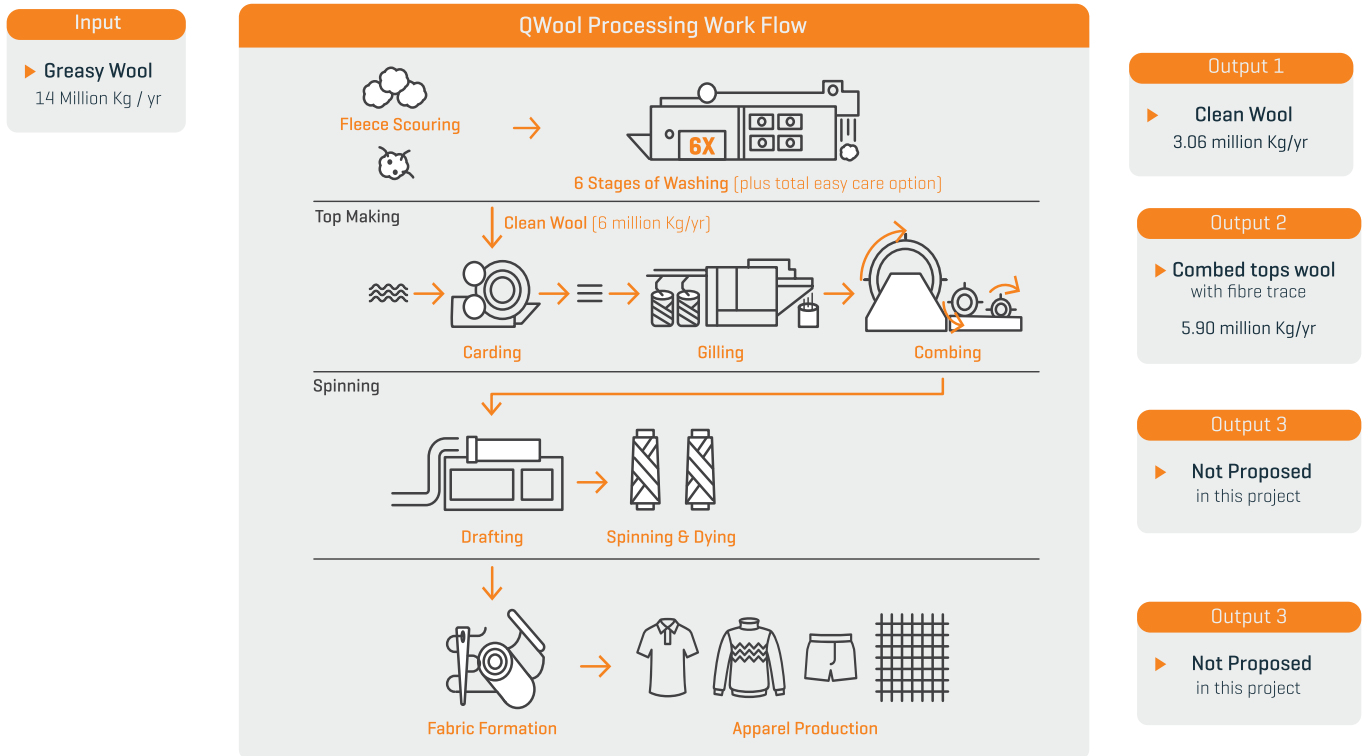 Input
Greasy Wool
14 Million Kg / yr
QWool Processing Work Flow
Fleece Scouring
6X
6 Stages of Washing (plus total easy care option)
Top Making
Clean Wool (6 million Kg/yr)
Carding
Gilling
Combing
Spinning
Drafting
Spinning & Dying
Fabric Formation
Apparel Production
Output 1
Clean Wool
3.06 million Kg/yr
Output 2
Combed tops wool
with fibre trace
5.90 million Kg/yr
Output 3
Not Proposed
in this project
Output 3
Not Proposed
in this project